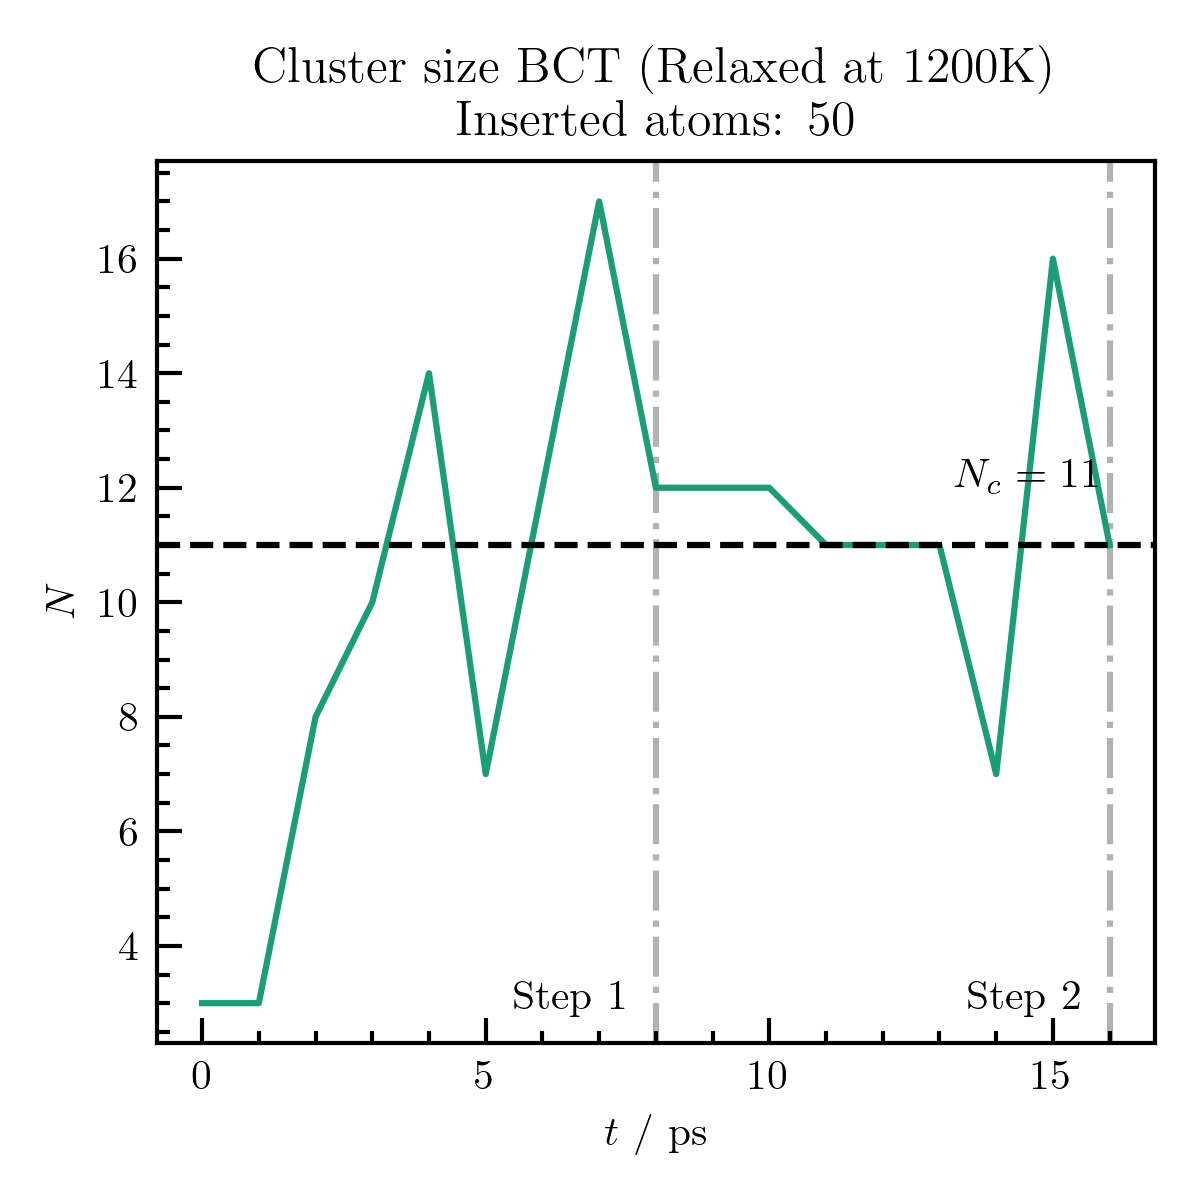 Cluster size BCT (Relaxed at 1200K)
Inserted atoms: 50
16
14
12
10
8
6
4
N
N_c = 11
Step 1
Step 2
0
5
10
15
t / ps